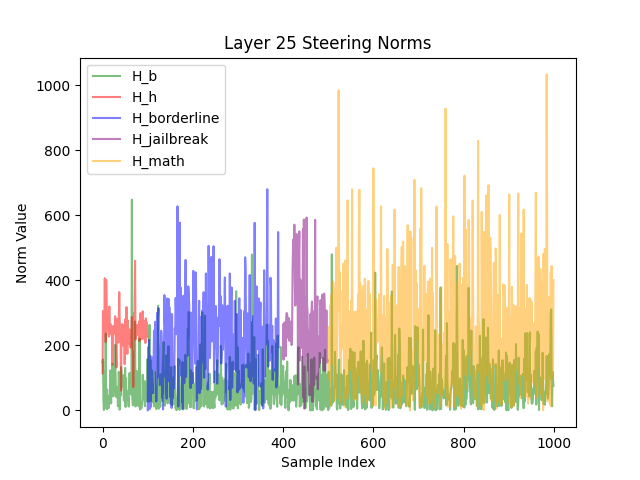 Layer 25 Steering Norms
H_b
H_h
H_borderline
H_jailbreak
H_math
Norm Value
1000
800
600
400
200
0
0 200 400 600 800 1000
Sample Index